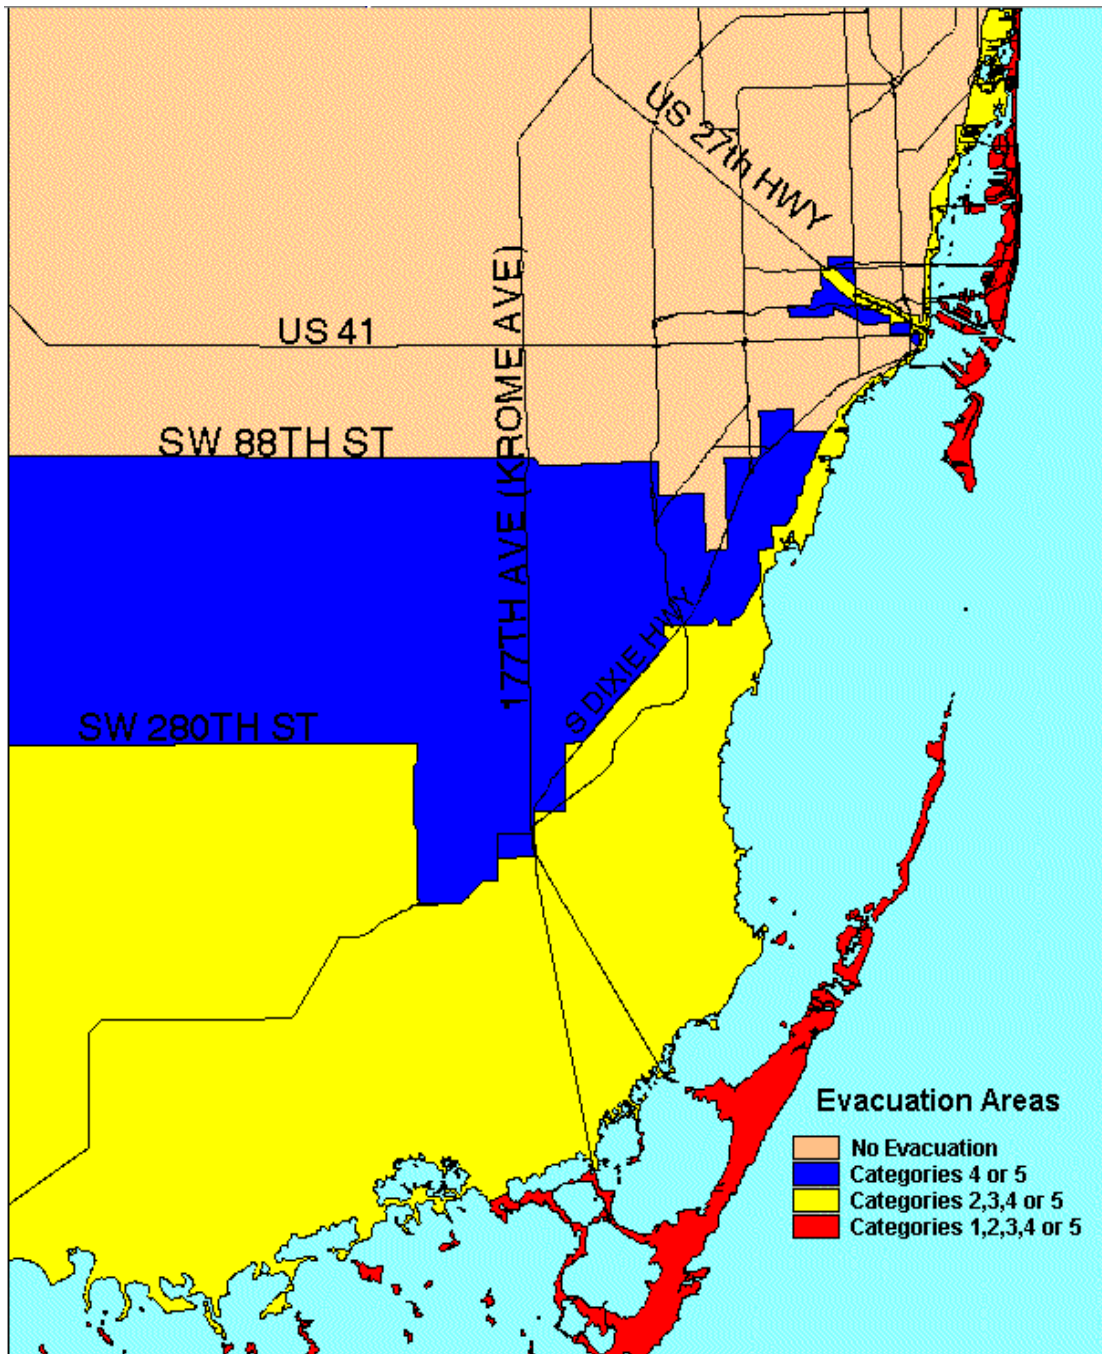 US 27th HWY
US 41
177TH AVE (KROME AVE)
SW 88TH ST
S DIXIE HWY
SW 280TH ST
Evacuation Areas
No Evacuation
Categories 4 or 5
Categories 2,3,4 or 5
Categories 1,2,3,4 or 5